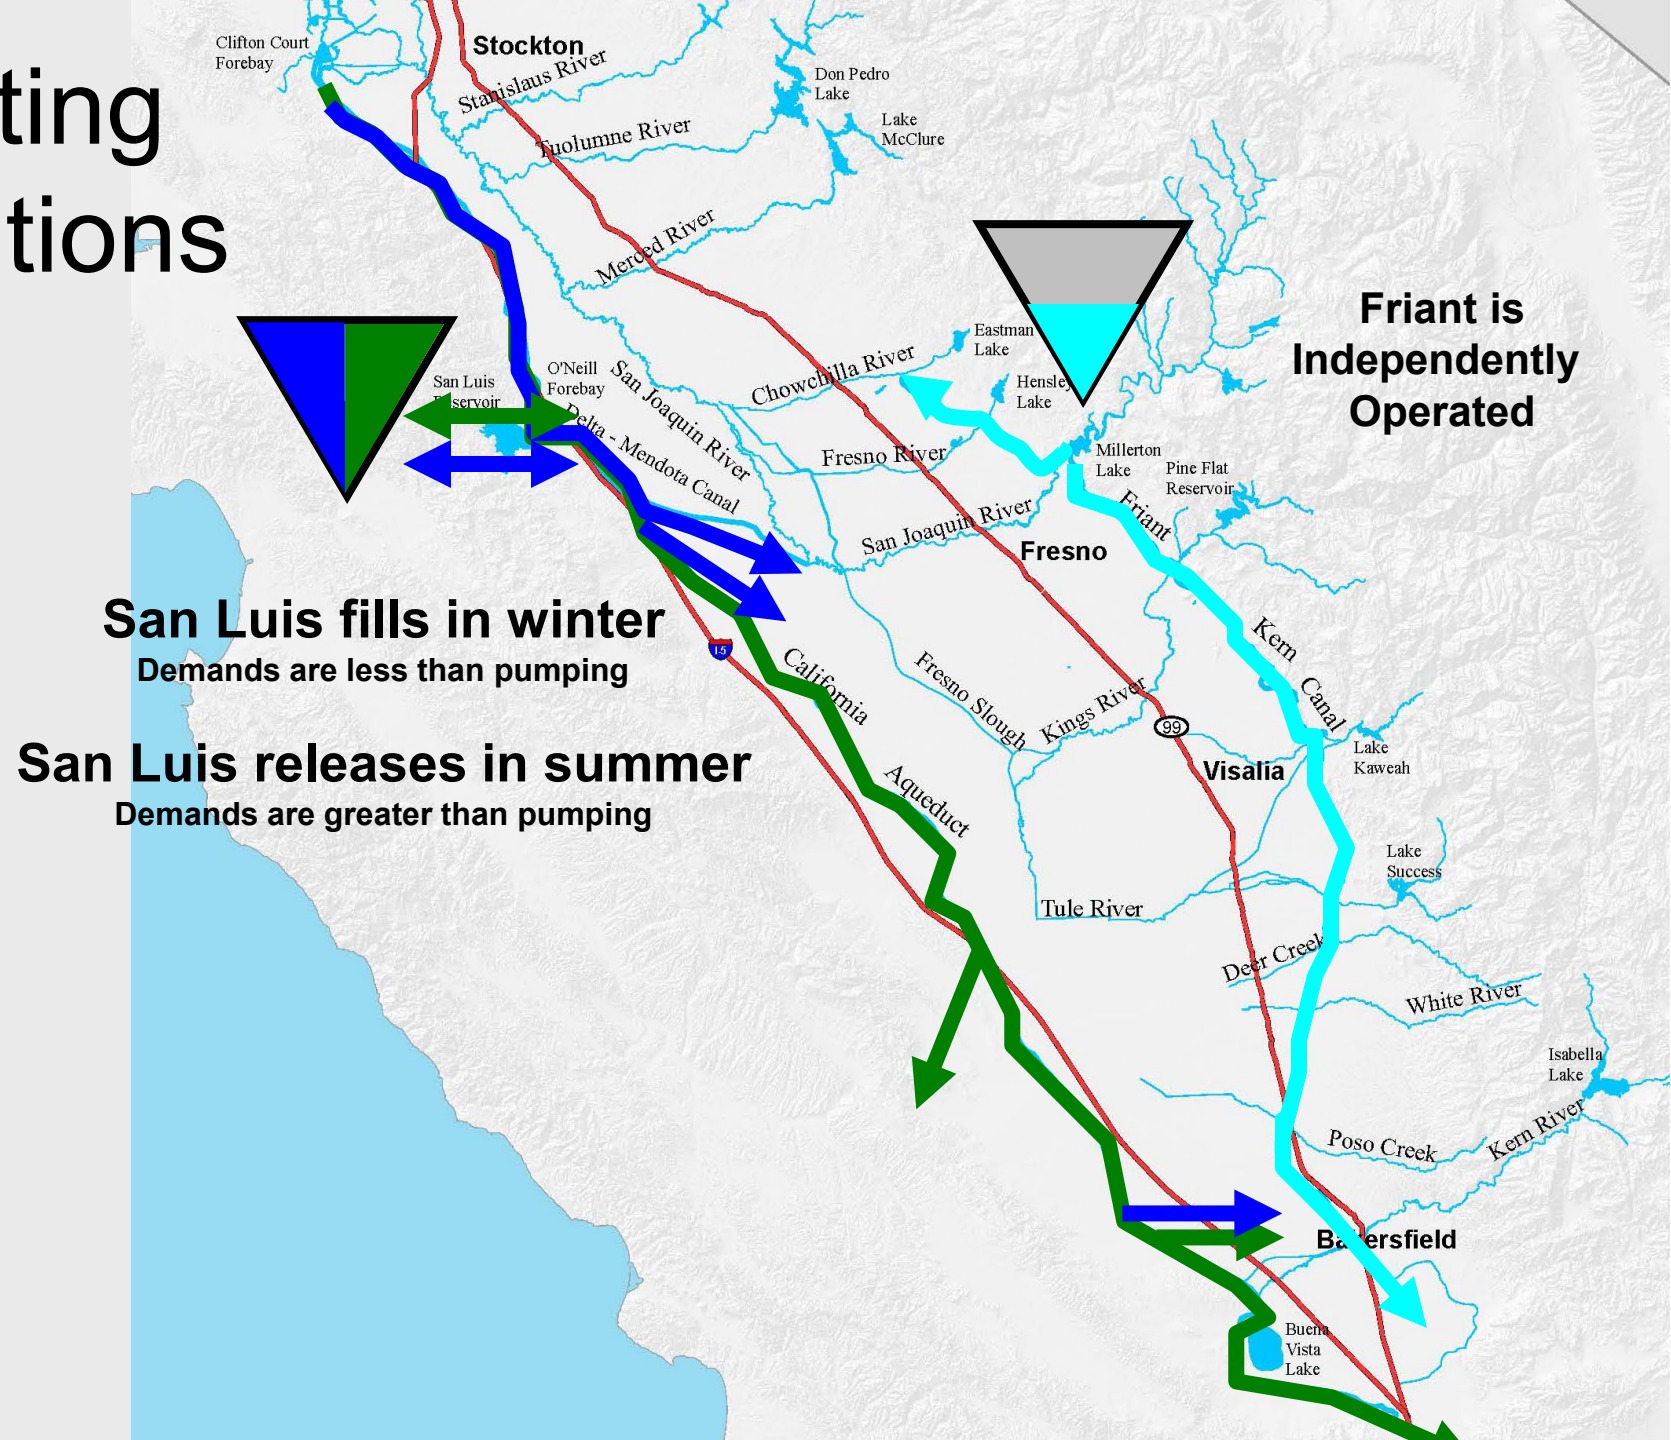 ting
tions
Clifton Court
Forebay
Stockton
Stanislaus River
Don Pedro
Lake
Tuolumne River
Lake
McClure
Merced River
Friant is
Independently
Operated
Eastman
Lake
Chowchilla River
Hensley
Lake
San Luis
Reservoir
O'Neill
Forebay
San Joaquin River
Delta - Mendota Canal
Fresno River
Millerton
Lake
Pine Flat
Reservoir
San Joaquin River
Fresno
Friant
Kern
Canal
San Luis fills in winter
Demands are less than pumping
I-5
California
Aqueduct
Fresno Slough
Kings River
99
San Luis releases in summer
Demands are greater than pumping
Visalia
Lake
Kaweah
Lake
Success
Tule River
Deer Creek
White River
Isabella
Lake
Poso Creek
Kern River
Bakersfield
Buena
Vista
Lake